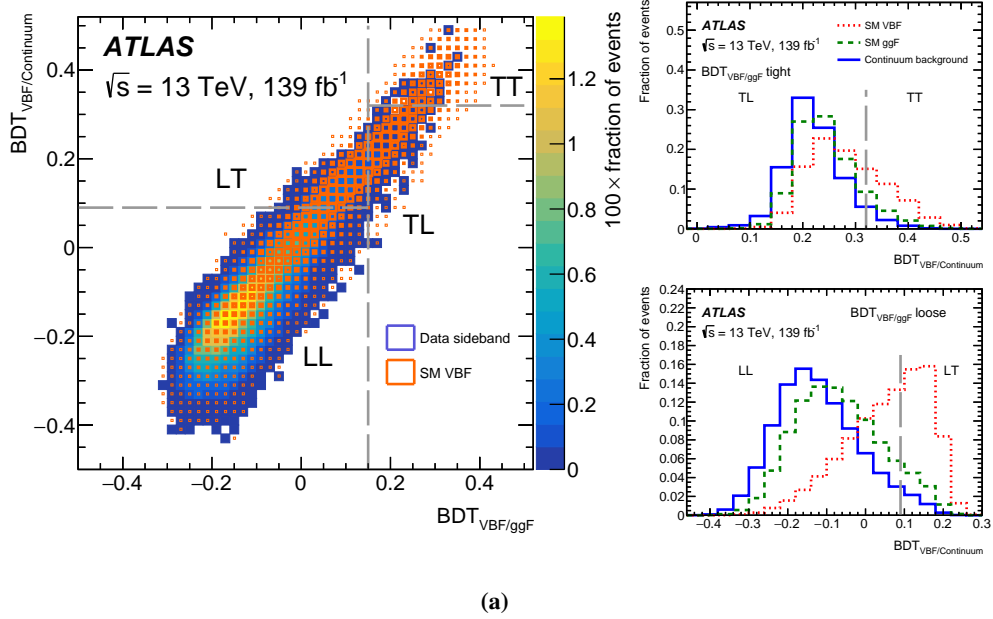 ATLAS
√s = 13 TeV, 139 fb⁻¹
BDT_VBF/Continuum
0.4
0.2
0
−0.2
−0.4
LT
TT
TL
LL
Data sideband
SM VBF
−0.4 −0.2 0 0.2 0.4
BDT_VBF/ggF
1.2
1
0.8
0.6
0.4
0.2
0
100 × fraction of events
ATLAS
√s = 13 TeV, 139 fb⁻¹
BDT_VBF/ggF tight
TL
TT
SM VBF
SM ggF
Continuum background
Fraction of events
0.5
0.4
0.3
0.2
0.1
0
0 0.1 0.2 0.3 0.4 0.5
BDT_VBF/Continuum
ATLAS
√s = 13 TeV, 139 fb⁻¹
BDT_VBF/ggF loose
LL
LT
Fraction of events
0.24
0.22
0.2
0.18
0.16
0.14
0.12
0.1
0.08
0.06
0.04
0.02
0
−0.4 −0.3 −0.2 −0.1 0 0.1 0.2 0.3
BDT_VBF/Continuum
(a)